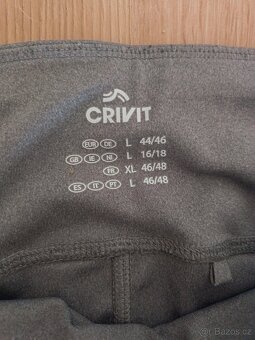 CRIVIT
EUR DE L 44/46
GB IE NI L 16/18
FR XL 46/48
ES IT PT L 46/48
Bazos.cz